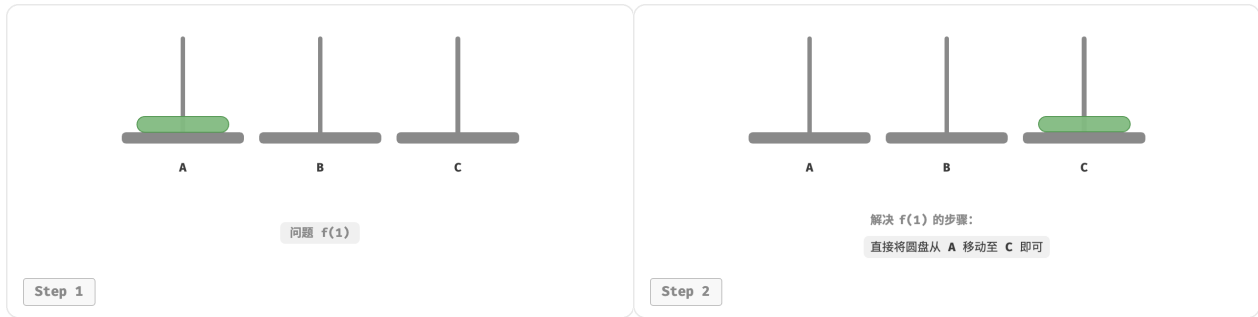 A B C
问题 f(1)
Step 1
A B C
解决 f(1) 的步骤:
直接将圆盘从 A 移动至 C 即可
Step 2